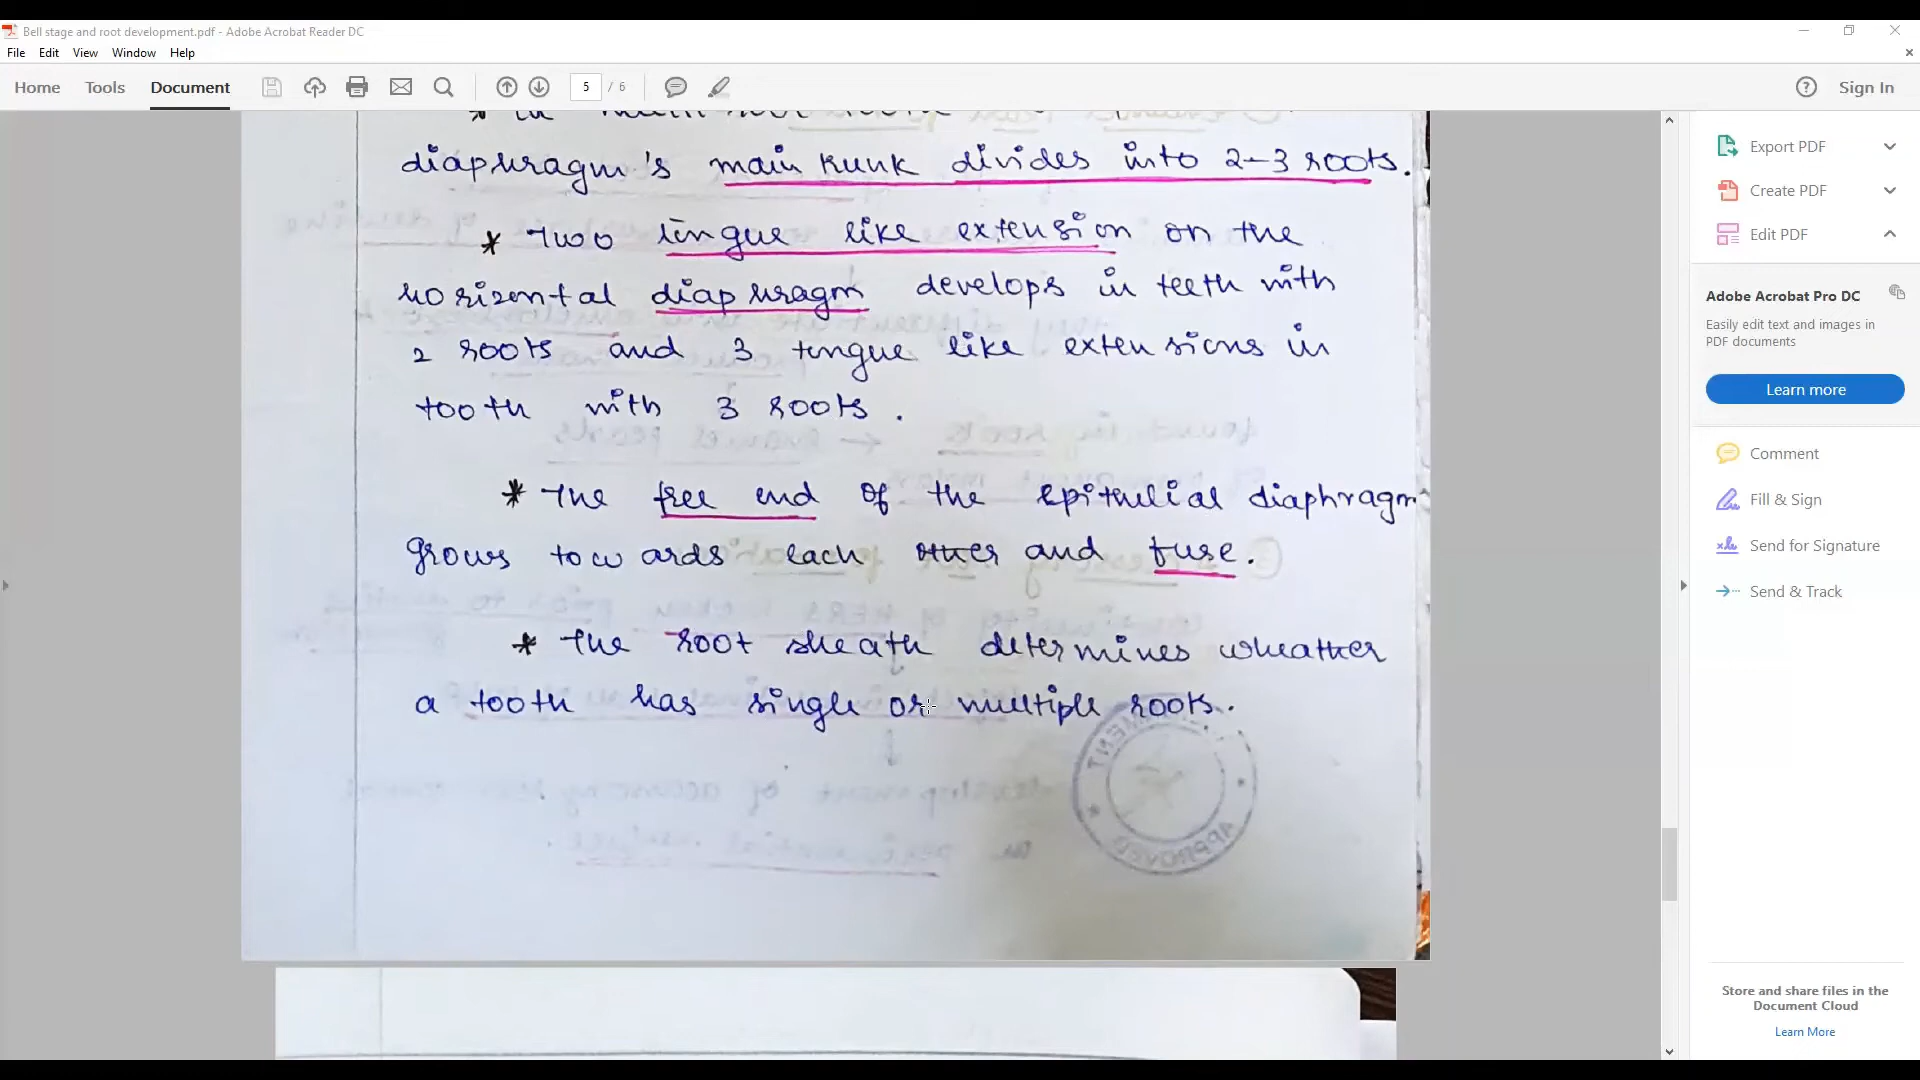 Bell stage and root development.pdf - Adobe Acrobat Reader DC
File Edit View Window Help
Home Tools Document 5 / 6 Sign In
diaphragm's main trunk divides into 2-3 roots.
* Two tongue like extension on the
horizontal diaphragm develops in teeth with
2 roots and 3 tongue like extensions in
tooth with 3 roots.
* The free end of the epithelial diaphragm
grows towards each other and fuse.
* The root sheath determines wheather
a tooth has single or multiple roots.
APPROVED
Export PDF
Create PDF
Edit PDF
Adobe Acrobat Pro DC
Easily edit text and images in
PDF documents
Learn more
Comment
Fill & Sign
Send for Signature
Send & Track
Store and share files in the
Document Cloud
Learn More